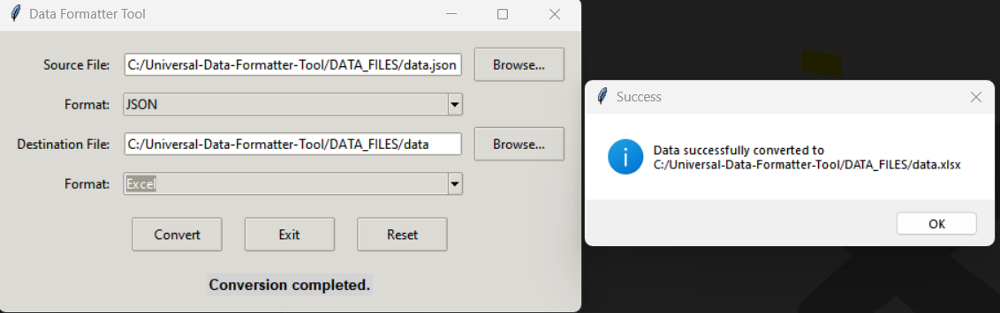 Data Formatter Tool
Source File: C:/Universal-Data-Formatter-Tool/DATA_FILES/data.json Browse...
Format: JSON
Destination File: C:/Universal-Data-Formatter-Tool/DATA_FILES/data Browse...
Format: Excel
Convert Exit Reset
Conversion completed.
Success
Data successfully converted to
C:/Universal-Data-Formatter-Tool/DATA_FILES/data.xlsx
OK